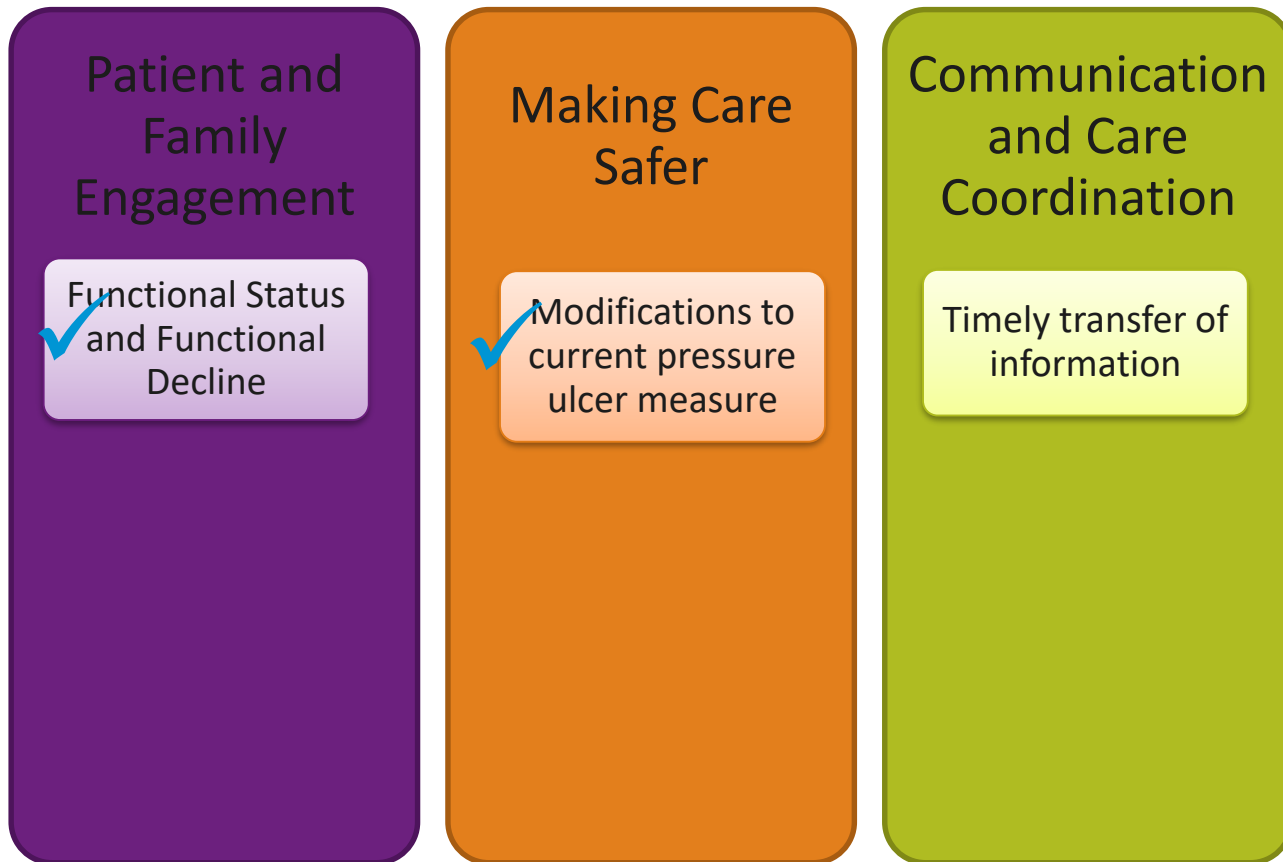 Patient and
Family
Engagement
Functional Status
and Functional
Decline
Making Care
Safer
Modifications to
current pressure
ulcer measure
Communication
and Care
Coordination
Timely transfer of
information